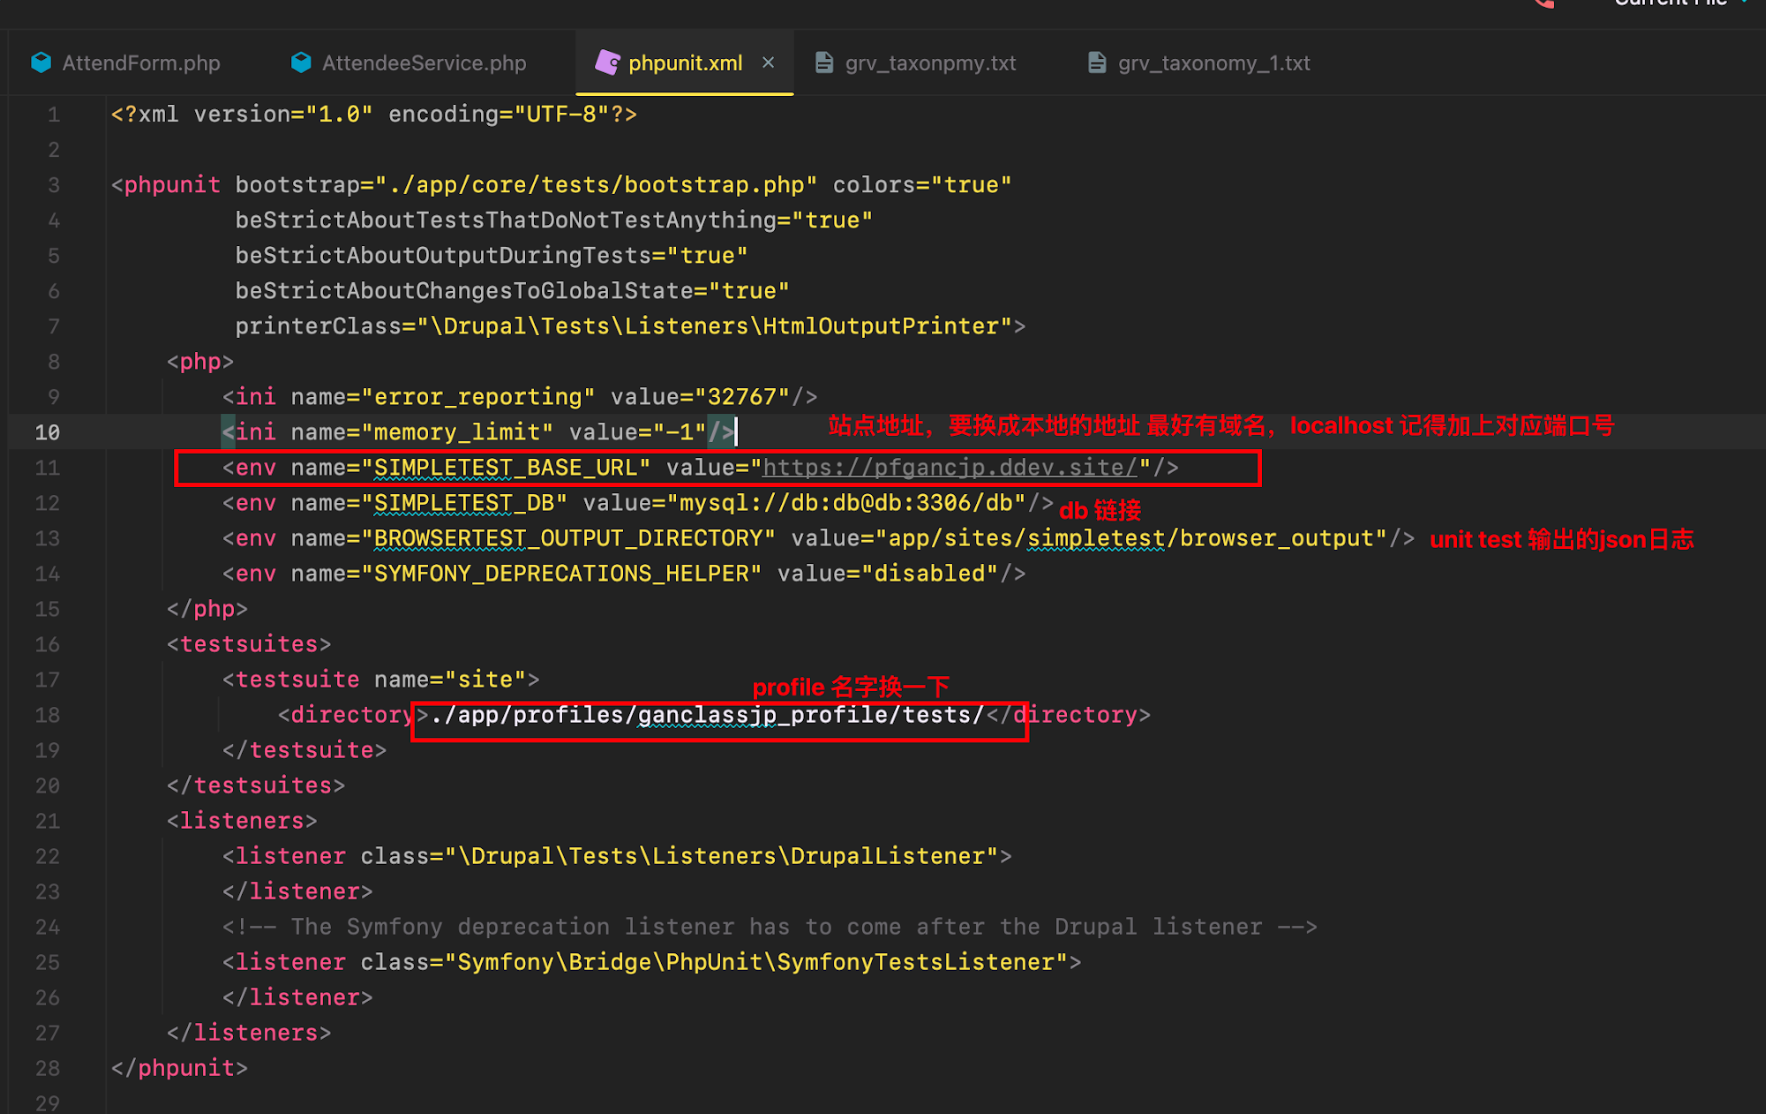 Current File
AttendForm.php
AttendeeService.php
phpunit.xml
grv_taxonpmy.txt
grv_taxonomy_1.txt
1 <?xml version="1.0" encoding="UTF-8"?>
2
3 <phpunit bootstrap="./app/core/tests/bootstrap.php" colors="true"
4 beStrictAboutTestsThatDoNotTestAnything="true"
5 beStrictAboutOutputDuringTests="true"
6 beStrictAboutChangesToGlobalState="true"
7 printerClass="\Drupal\Tests\Listeners\HtmlOutputPrinter">
8 <php>
9 <ini name="error_reporting" value="32767"/>
10 <ini name="memory_limit" value="-1"/> 站点地址，要换成本地的地址 最好有域名，localhost 记得加上对应端口号
11 <env name="SIMPLETEST_BASE_URL" value="https://pfgancjp.ddev.site/"/>
12 <env name="SIMPLETEST_DB" value="mysql://db:db@db:3306/db"/> db 链接
13 <env name="BROWSERTEST_OUTPUT_DIRECTORY" value="app/sites/simpletest/browser_output"/> unit test 输出的json日志
14 <env name="SYMFONY_DEPRECATIONS_HELPER" value="disabled"/>
15 </php>
16 <testsuites>
17 <testsuite name="site">
profile 名字换一下
18 <directory>./app/profiles/ganclassjp_profile/tests/</directory>
19 </testsuite>
20 </testsuites>
21 <listeners>
22 <listener class="\Drupal\Tests\Listeners\DrupalListener">
23 </listener>
24 <!-- The Symfony deprecation listener has to come after the Drupal listener -->
25 <listener class="Symfony\Bridge\PhpUnit\SymfonyTestsListener">
26 </listener>
27 </listeners>
28 </phpunit>
29